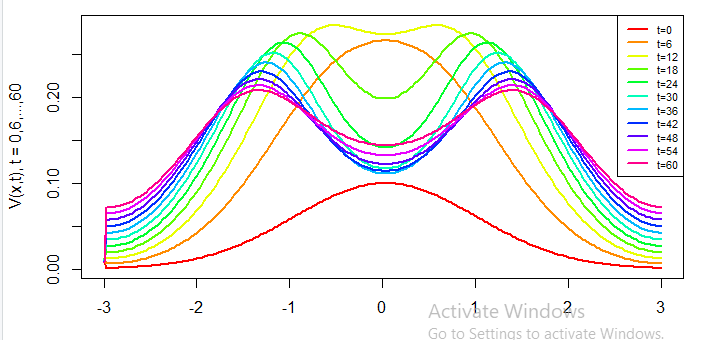 V(x,t), t = 0,6,...,60
0.00
0.10
0.20
-3
-2
-1
0
1
2
3
t=0
t=6
t=12
t=18
t=24
t=30
t=36
t=42
t=48
t=54
t=60
Activate Windows
Go to Settings to activate Windows.